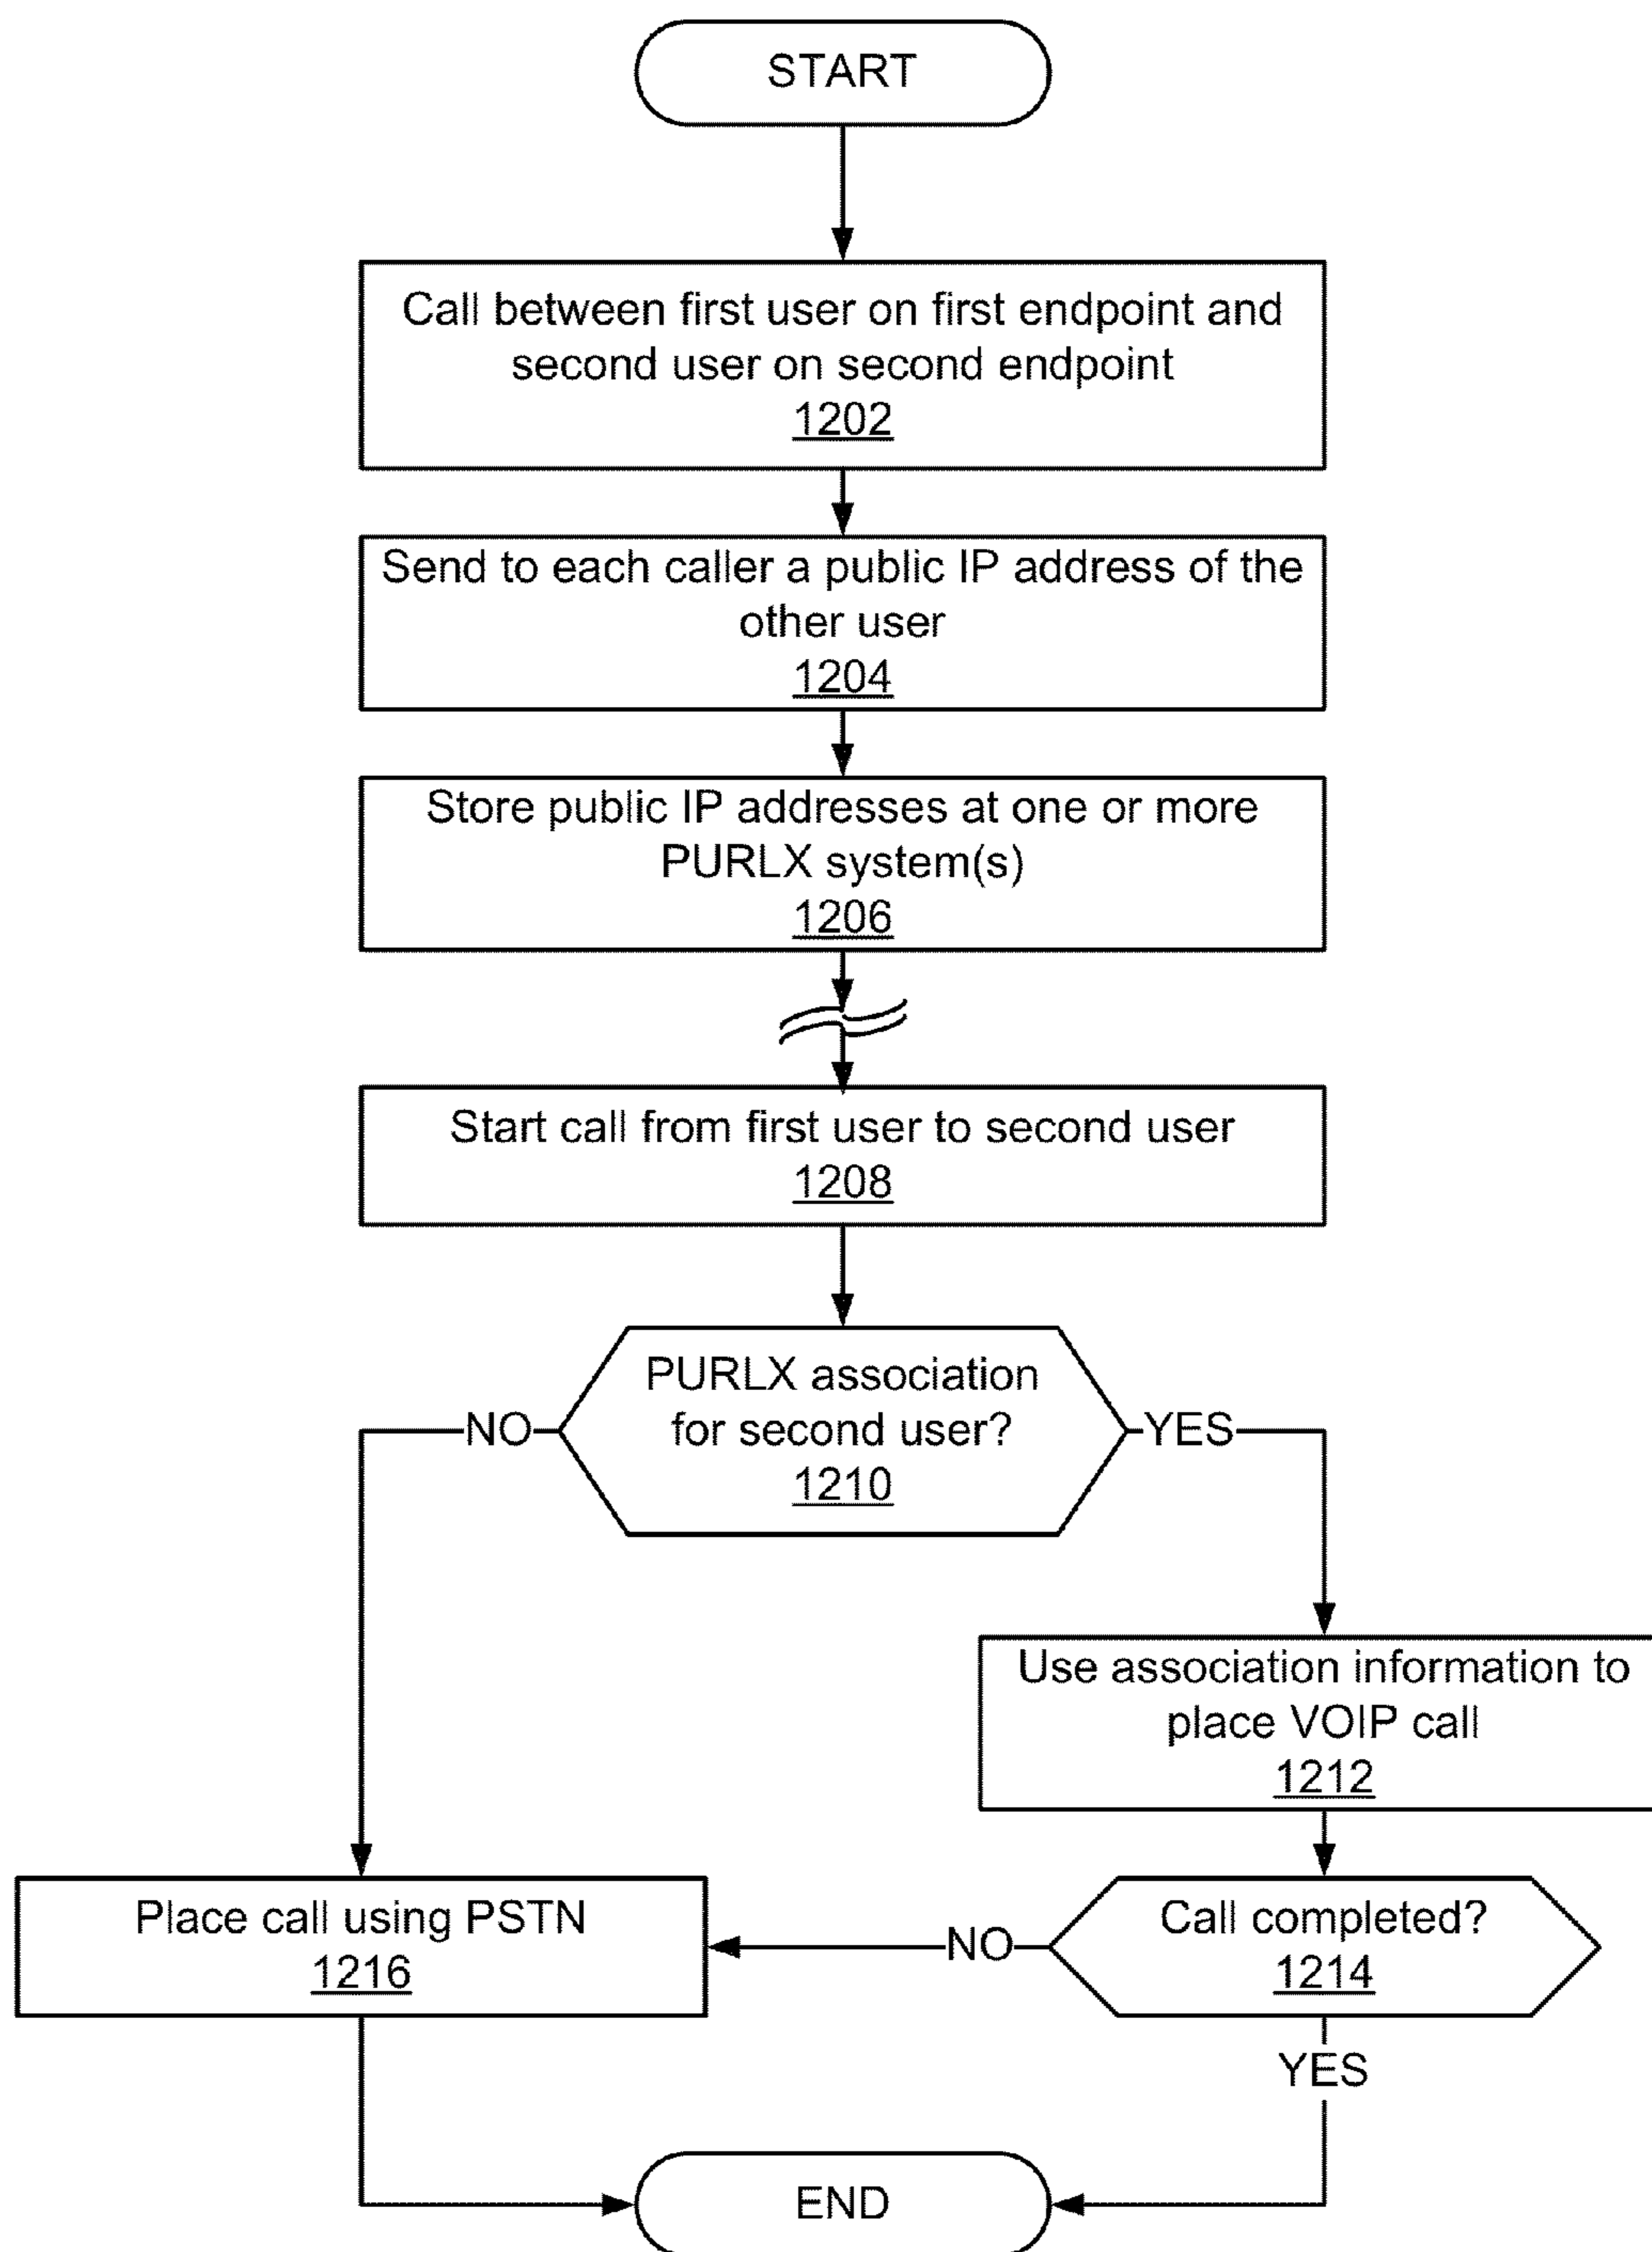 START
Call between first user on first endpoint and
second user on second endpoint
1202
Send to each caller a public IP address of the
other user
1204
Store public IP addresses at one or more
PURLX system(s)
1206
Start call from first user to second user
1208
PURLX association
for second user?
1210
NO
YES
Use association information to
place VOIP call
1212
Place call using PSTN
1216
NO
Call completed?
1214
YES
END